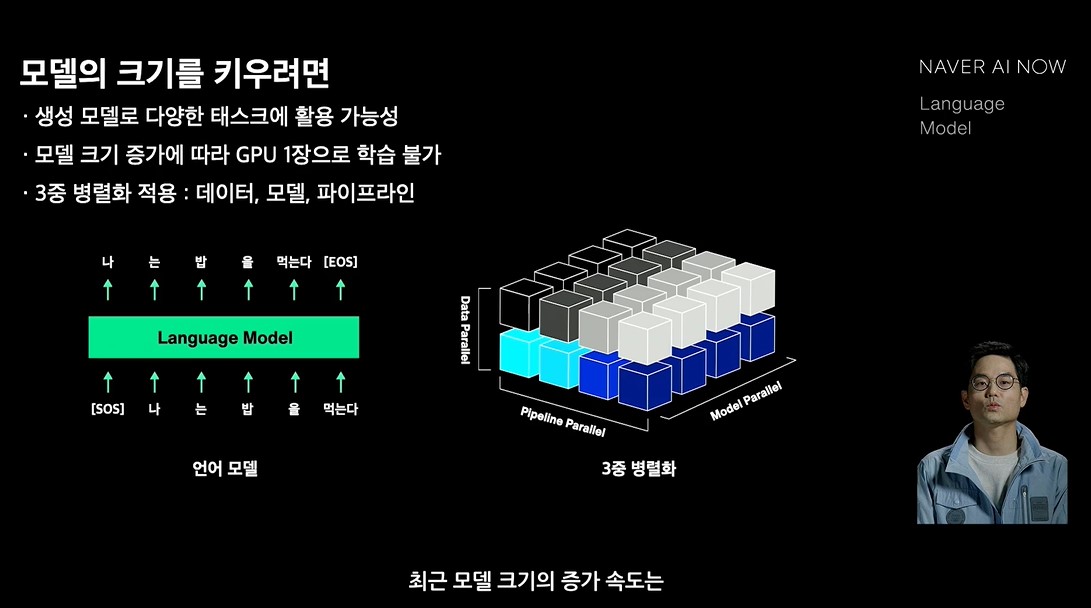 모델의 크기를 키우려면
· 생성 모델로 다양한 태스크에 활용 가능성
· 모델 크기 증가에 따라 GPU 1장으로 학습 불가
· 3중 병렬화 적용 : 데이터, 모델, 파이프라인
NAVER AI NOW
Language
Model
나 는 밥 을 먹는다 [EOS]
Language Model
[SOS] 나 는 밥 을 먹는다
언어 모델
Data Parallel
Pipeline Parallel
Model Parallel
3중 병렬화
최근 모델 크기의 증가 속도는